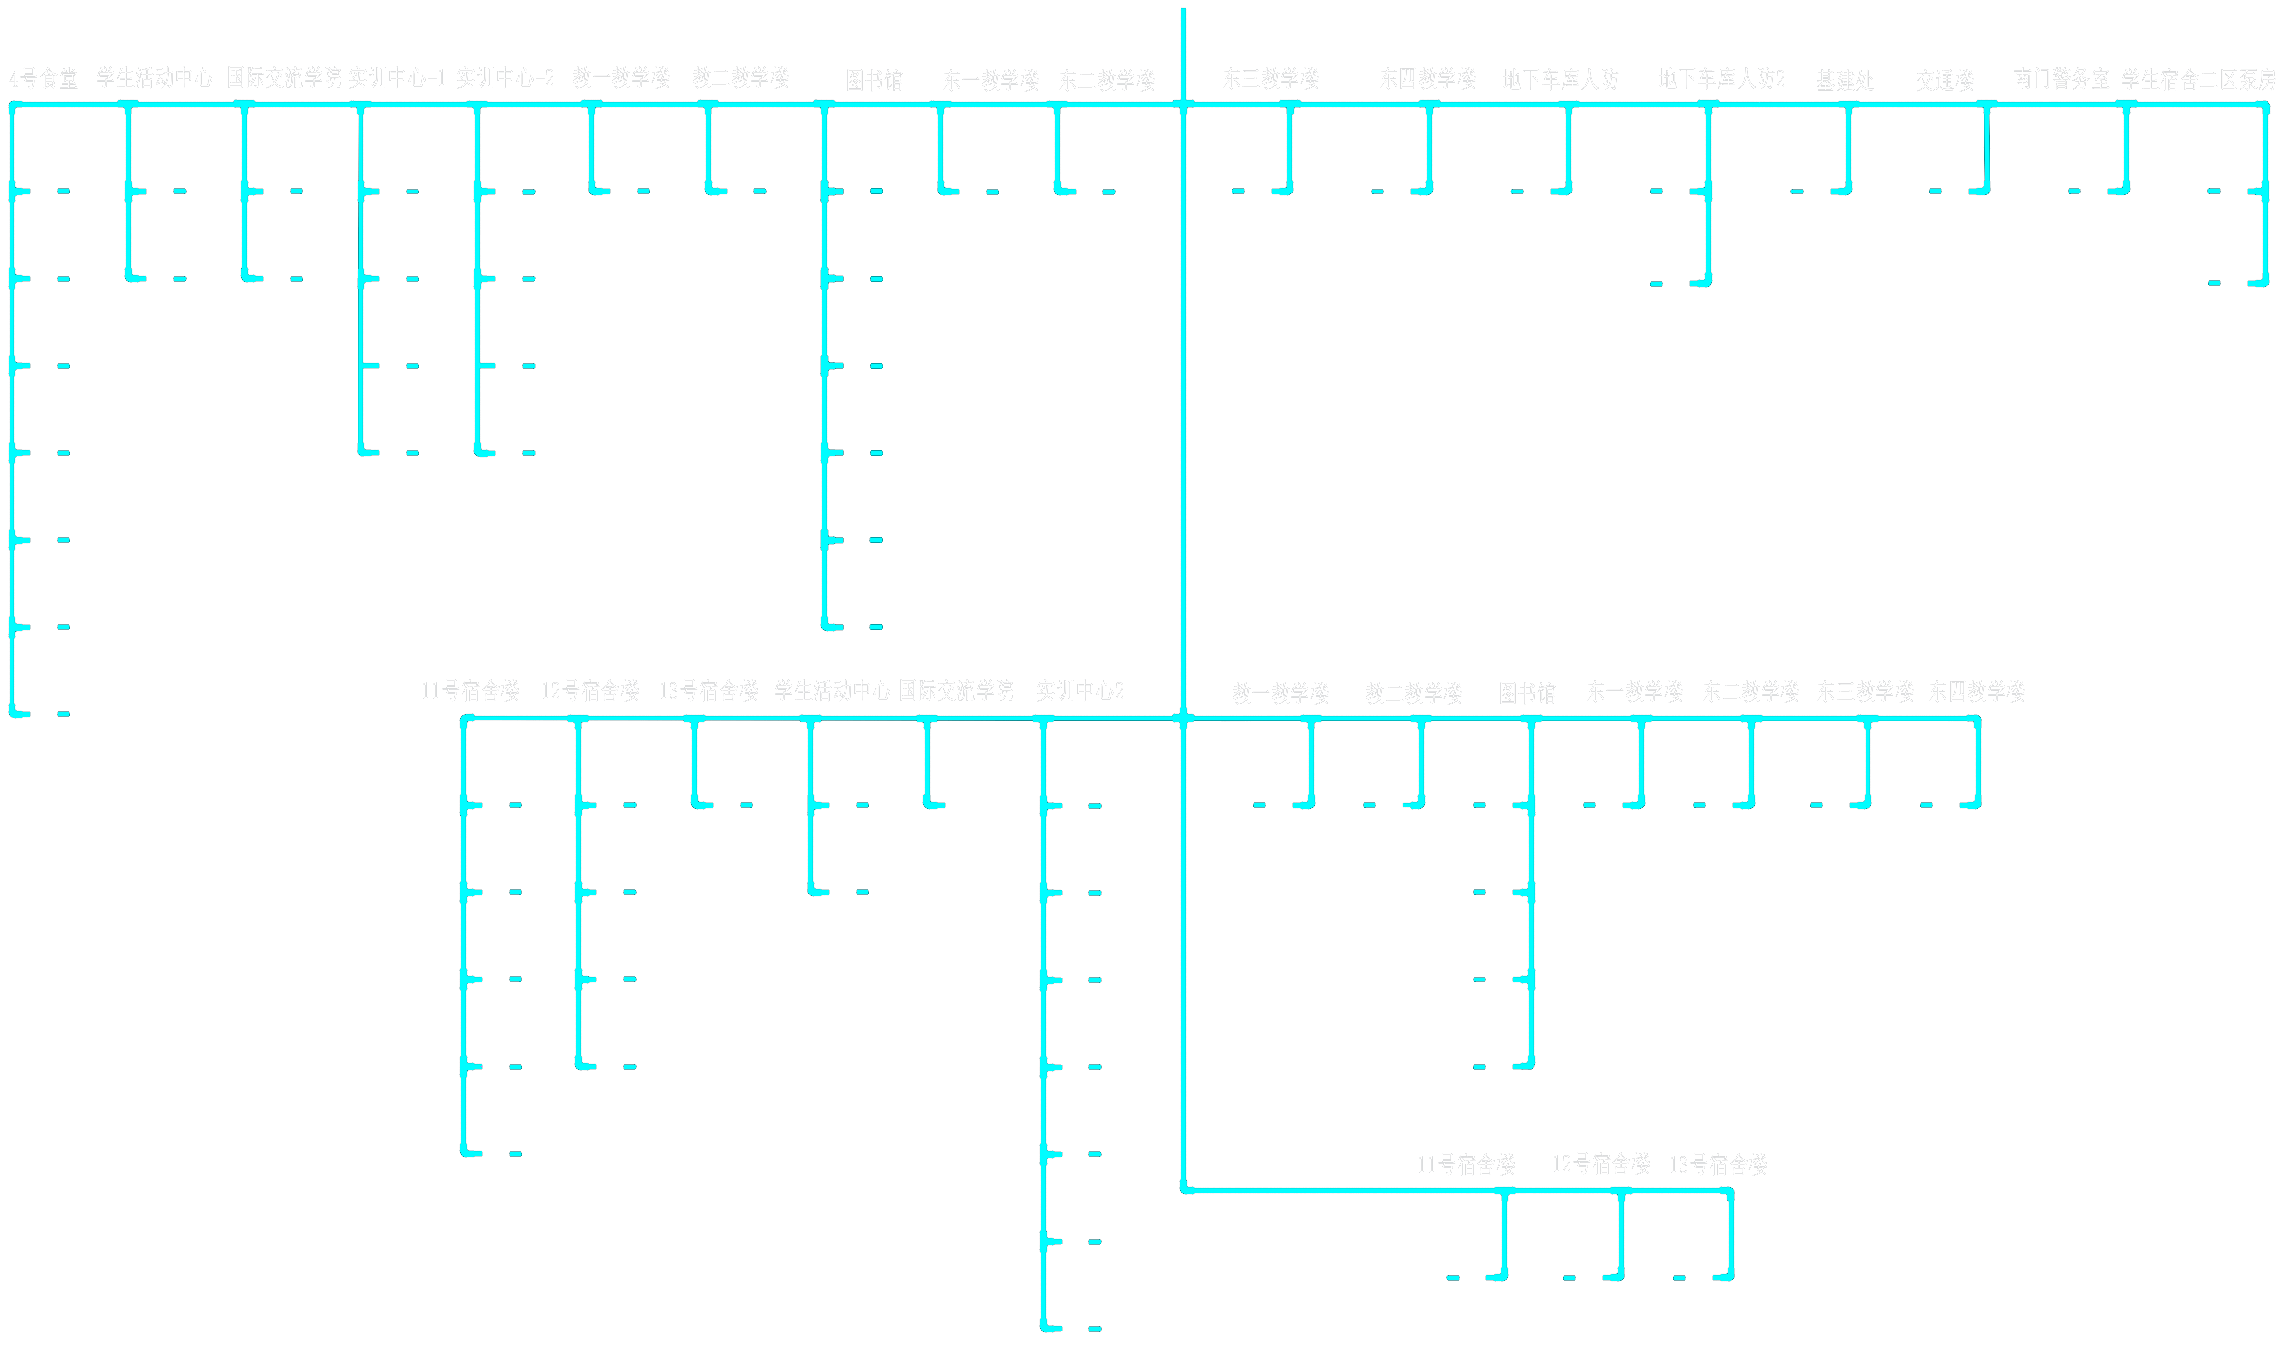 4号食堂 学生活动中心 国际交流学院 实训中心-1 实训中心-2 教一教学楼 教二教学楼 图书馆 东一教学楼 东二教学楼 东三教学楼 东四教学楼 地下车库人防 地下车库人防2 基建处 交通楼 南门警务室 学生宿舍二区泵房
11号宿舍楼 12号宿舍楼 13号宿舍楼 学生活动中心 国际交流学院 实训中心2 教一教学楼 教二教学楼 图书馆 东一教学楼 东二教学楼 东三教学楼 东四教学楼
11号宿舍楼 12号宿舍楼 13号宿舍楼